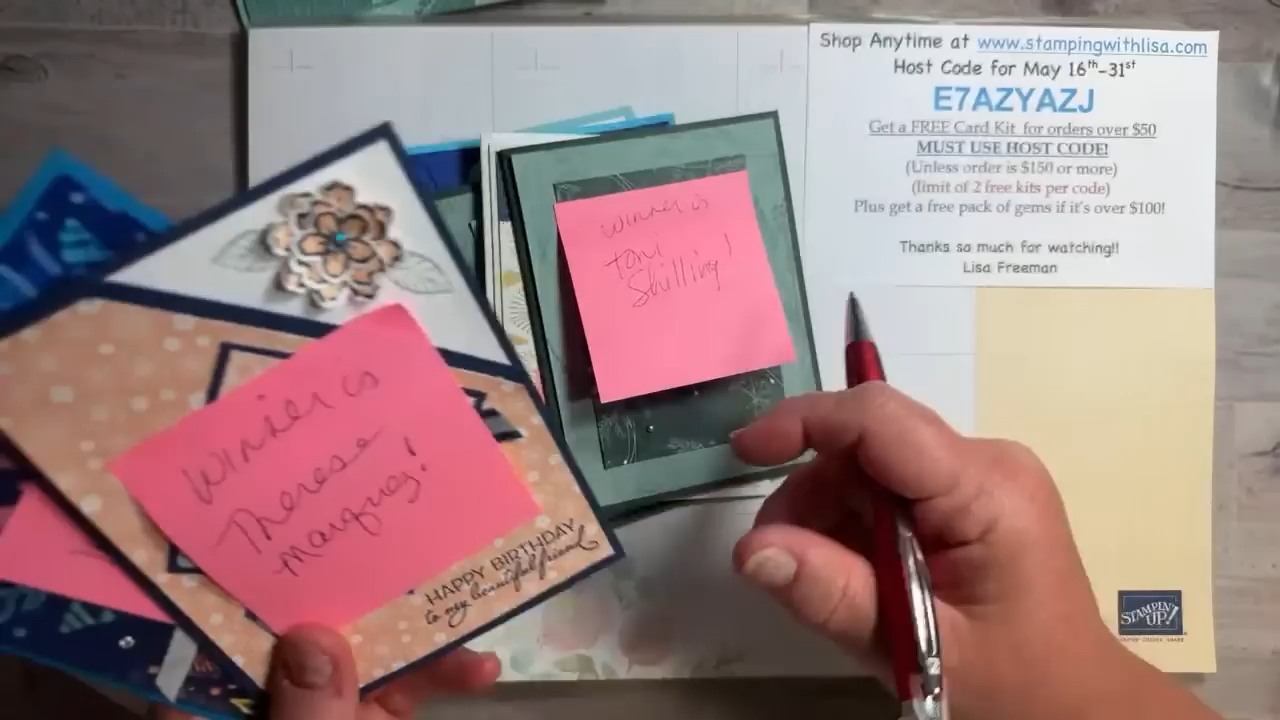 Shop Anytime at www.stampingwithlisa.com
Host Code for May 16th-31st
E7AZYAZJ
Get a FREE Card Kit for orders over $50
MUST USE HOST CODE!
(Unless order is $150 or more)
(limit of 2 free kits per code)
Plus get a free pack of gems if it's over $100!
Thanks so much for watching!!
Lisa Freeman
winner is
toni
Shilling!
Winner is
Therese
Marquez!
HAPPY BIRTHDAY
to my beautiful friend
STAMPIN' UP!